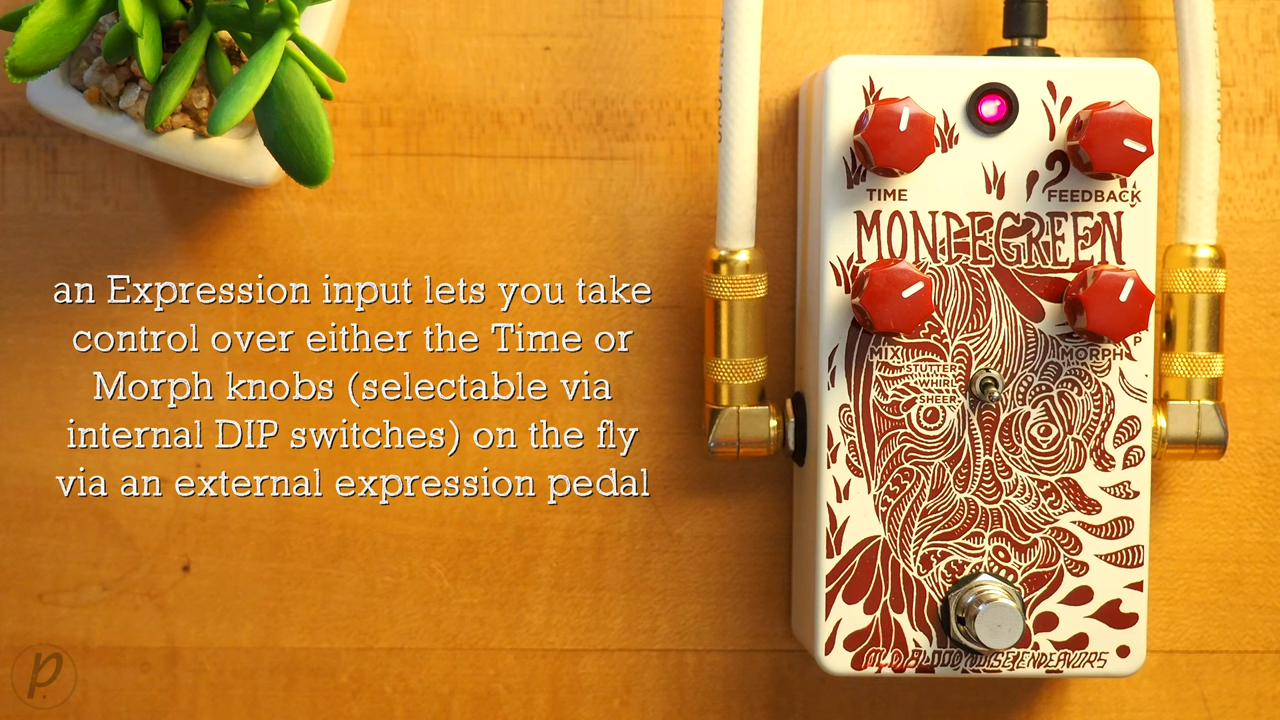 an Expression input lets you take
control over either the Time or
Morph knobs (selectable via
internal DIP switches) on the fly
via an external expression pedal
TIME
FEEDBACK
MONDEGREEN
MIX
MORPH
STUTTER
WHIRL
SHEER
OLD BLOOD NOISE ENDEAVORS
p